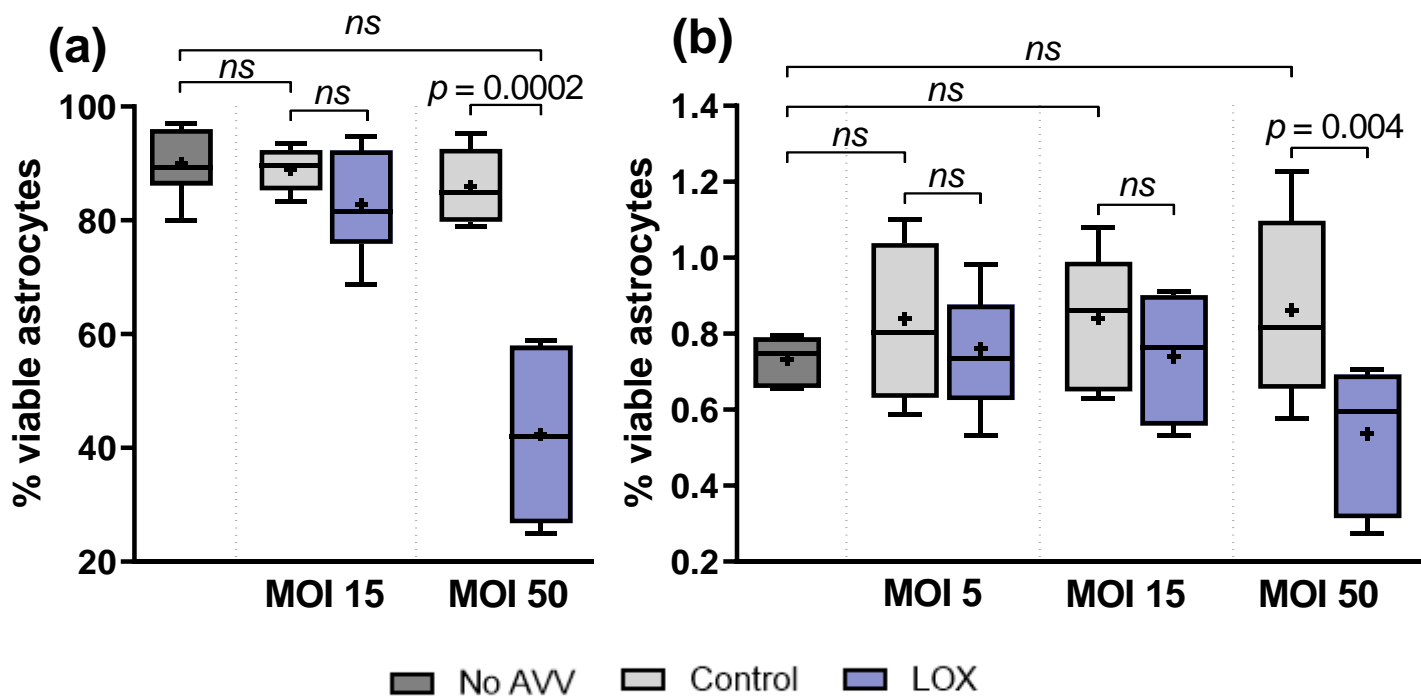 (a)
ns
ns
ns
p = 0.0002
% viable astrocytes
100
80
60
40
20
MOI 15
MOI 50
(b)
ns
ns
ns
ns
ns
p = 0.004
% viable astrocytes
1.4
1.2
1.0
0.8
0.6
0.4
0.2
MOI 5
MOI 15
MOI 50
No AVV
Control
LOX